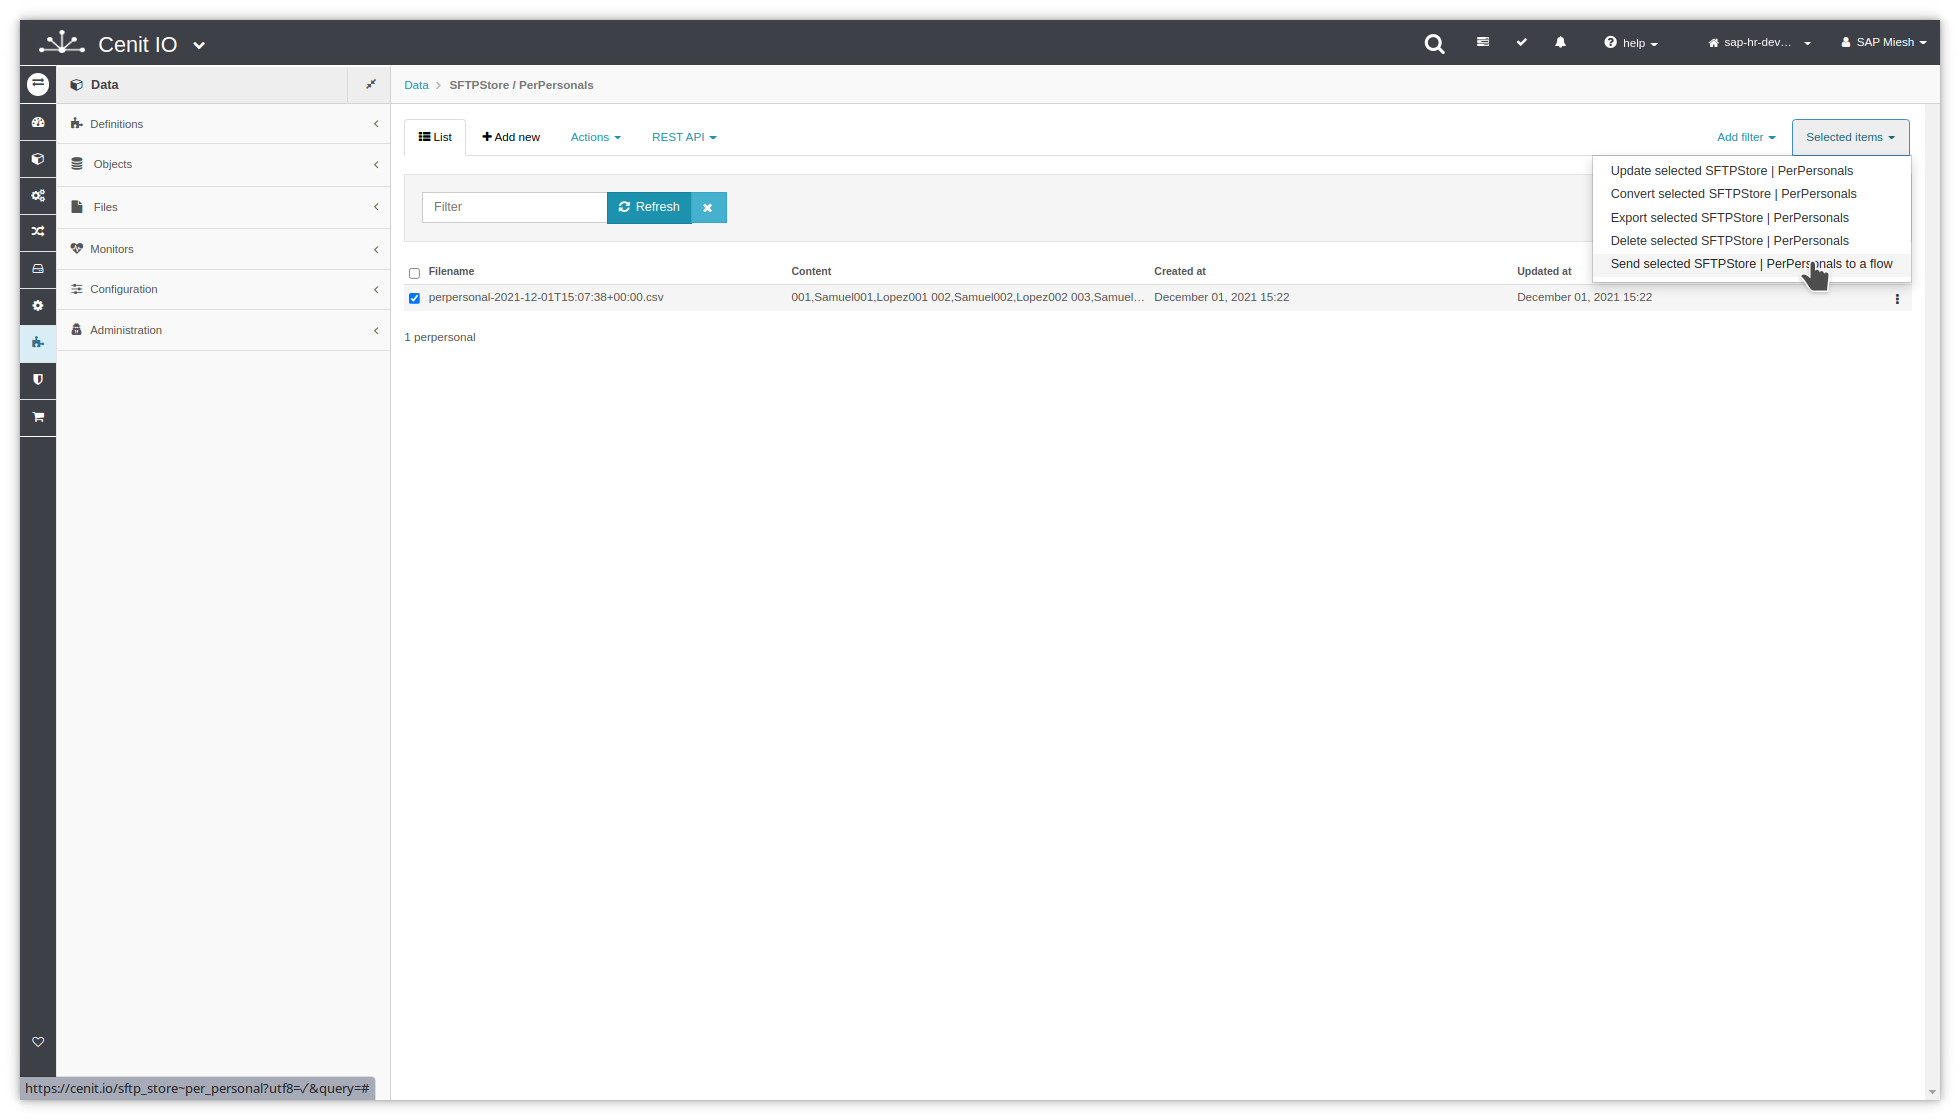 Cenit IO
help
sap-hr-dev...
SAP Miesh
Data
Data
SFTPStore / PerPersonals
Definitions
Objects
Files
Monitors
Configuration
Administration
List
Add new
Actions
REST API
Add filter
Selected items
Update selected SFTPStore | PerPersonals
Convert selected SFTPStore | PerPersonals
Export selected SFTPStore | PerPersonals
Delete selected SFTPStore | PerPersonals
Send selected SFTPStore | PerPersonals to a flow
Filter
Refresh
Filename Content Created at Updated at
perpersonal-2021-12-01T15:07:38+00:00.csv 001,Samuel001,Lopez001 002,Samuel002,Lopez002 003,Samuel... December 01, 2021 15:22 December 01, 2021 15:22
1 perpersonal
https://cenit.io/sftp_store~per_personal?utf8=✓&query=#